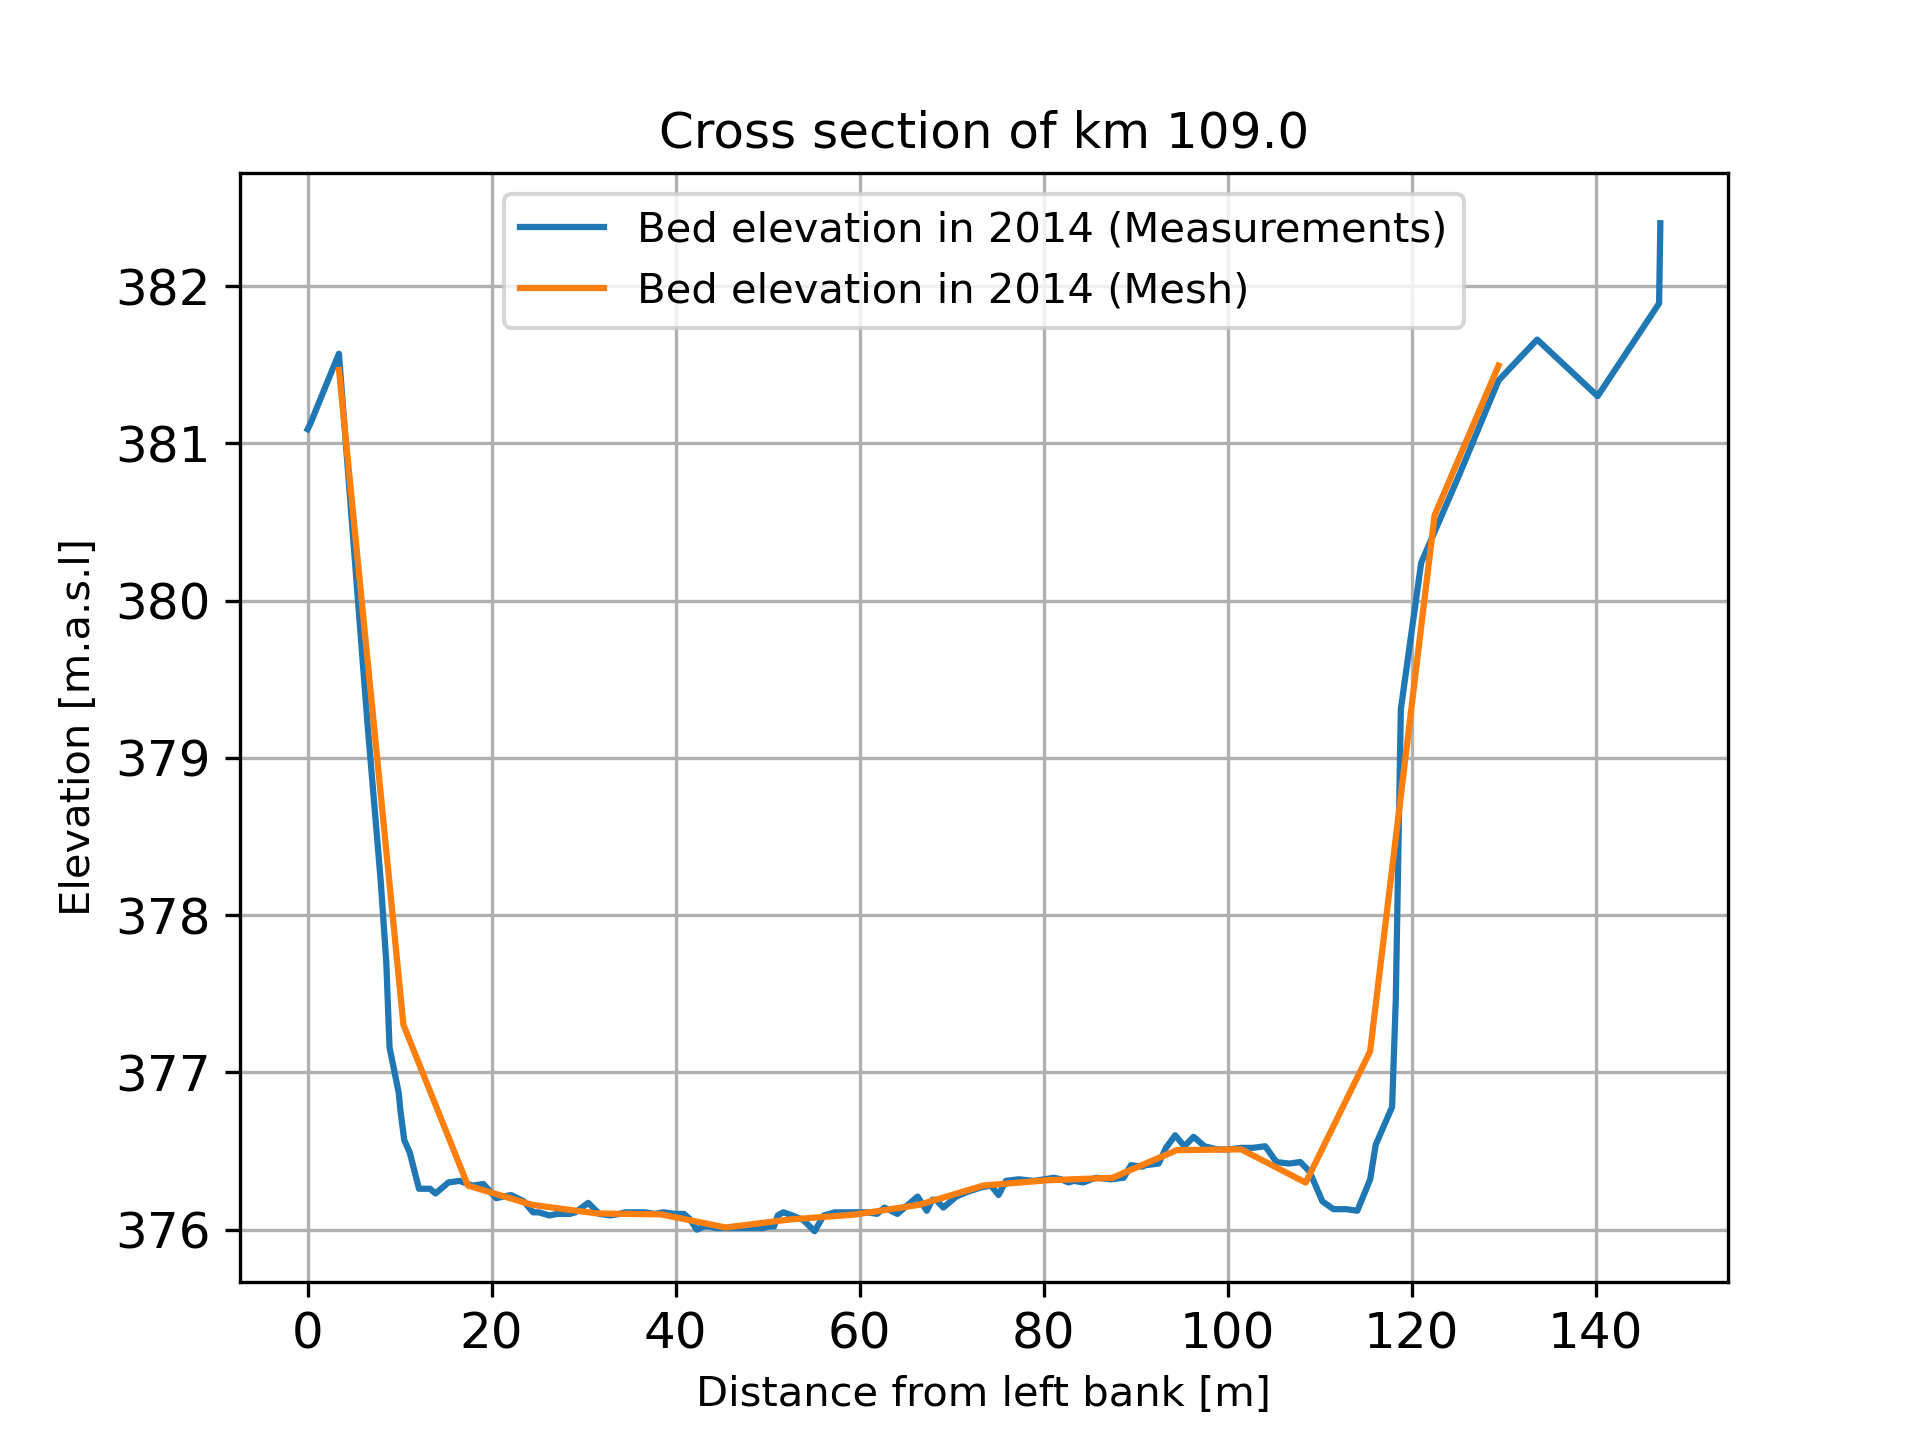 Cross section of km 109.0
Bed elevation in 2014 (Measurements)
Bed elevation in 2014 (Mesh)
Elevation [m.a.s.l]
382
381
380
379
378
377
376
0 20 40 60 80 100 120 140
Distance from left bank [m]